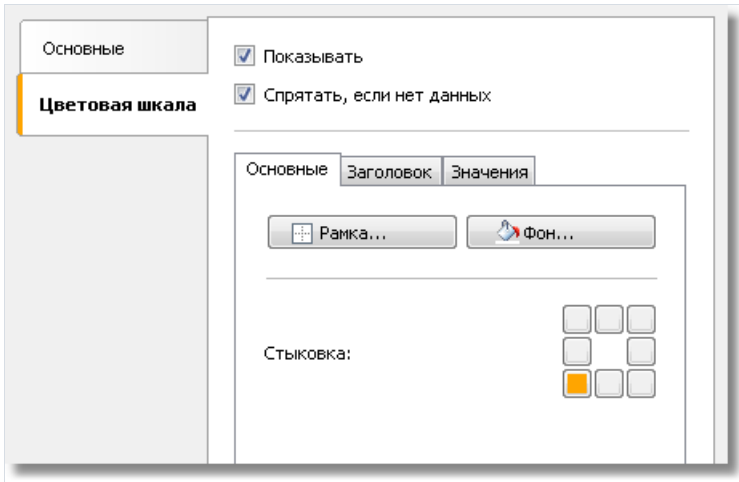 Основные
Цветовая шкала
Показывать
Спрятать, если нет данных
Основные Заголовок Значения
Рамка... Фон...
Стыковка: